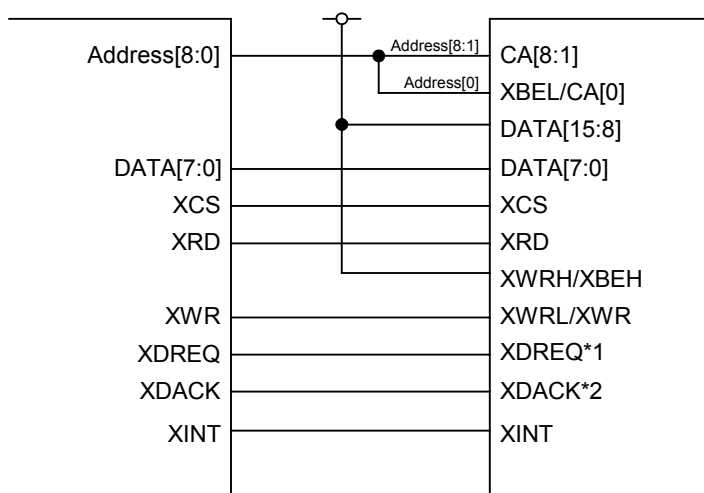 Address[8:0] Address[8:1] CA[8:1]
Address[0] XBEL/CA[0]
DATA[15:8]
DATA[7:0] DATA[7:0]
XCS XCS
XRD XRD
XWRH/XBEH
XWR XWRL/XWR
XDREQ XDREQ*1
XDACK XDACK*2
XINT XINT